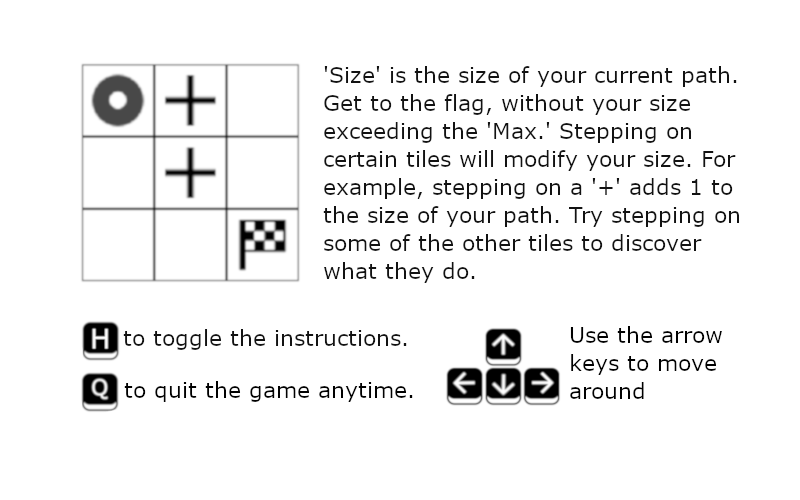 'Size' is the size of your current path.
Get to the flag, without your size
exceeding the 'Max.' Stepping on
certain tiles will modify your size. For
example, stepping on a '+' adds 1 to
the size of your path. Try stepping on
some of the other tiles to discover
what they do.
H to toggle the instructions.
Q to quit the game anytime.
Use the arrow
keys to move
around